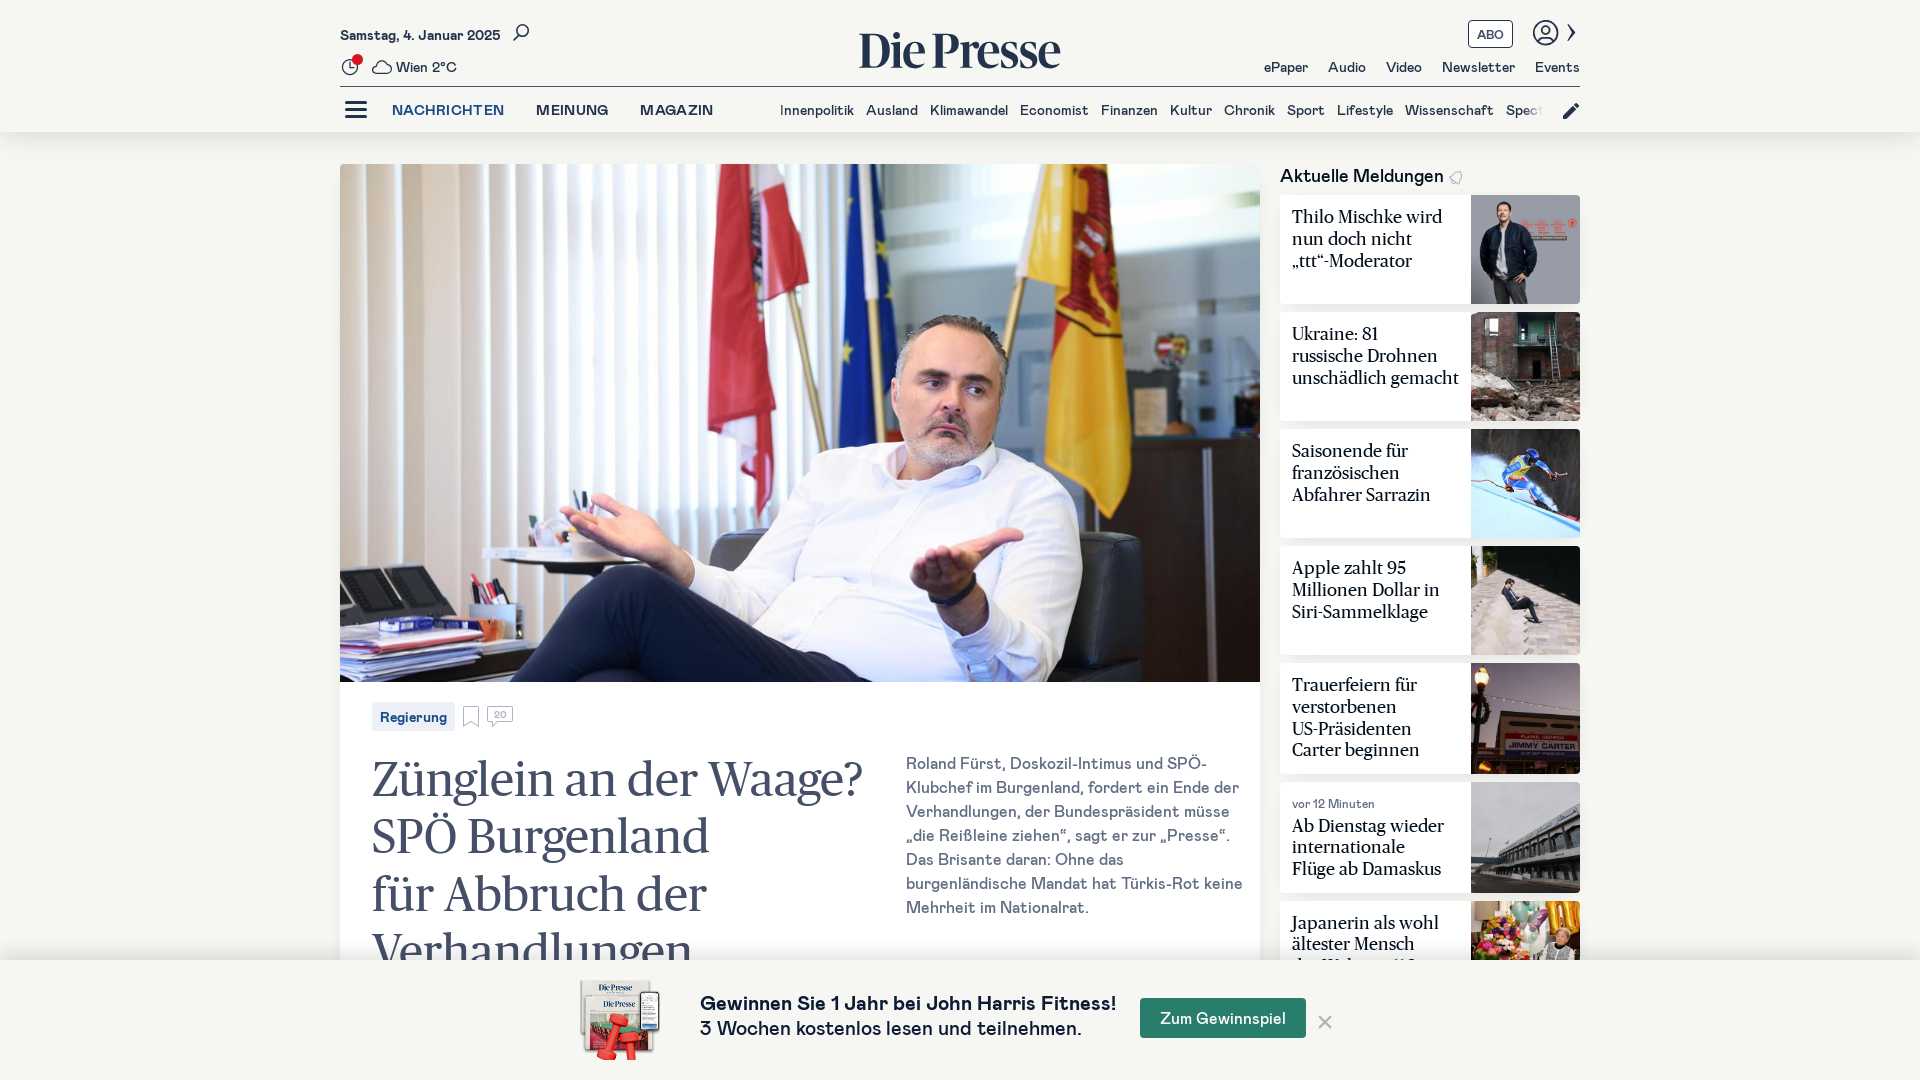 Samstag, 4. Januar 2025
Die Presse
ABO
Wien 2°C
ePaper Audio Video Newsletter Events
NACHRICHTEN MEINUNG MAGAZIN
Innenpolitik Ausland Klimawandel Economist Finanzen Kultur Chronik Sport Lifestyle Wissenschaft Spect
Regierung
20
Zünglein an der Waage?
SPÖ Burgenland
für Abbruch der
Verhandlungen
Roland Fürst, Doskozil-Intimus und SPÖ-
Klubchef im Burgenland, fordert ein Ende der
Verhandlungen, der Bundespräsident müsse
„die Reißleine ziehen“, sagt er zur „Presse“.
Das Brisante daran: Ohne das
burgenländische Mandat hat Türkis-Rot keine
Mehrheit im Nationalrat.
Aktuelle Meldungen
Thilo Mischke wird
nun doch nicht
„ttt“-Moderator
Ukraine: 81
russische Drohnen
unschädlich gemacht
Saisonende für
französischen
Abfahrer Sarrazin
Apple zahlt 95
Millionen Dollar in
Siri-Sammelklage
Trauerfeiern für
verstorbenen
US-Präsidenten
Carter beginnen
JIMMY CARTER
vor 12 Minuten
Ab Dienstag wieder
internationale
Flüge ab Damaskus
Japanerin als wohl
ältester Mensch
Die Presse
Die Presse
Gewinnen Sie 1 Jahr bei John Harris Fitness!
3 Wochen kostenlos lesen und teilnehmen.
Zum Gewinnspiel